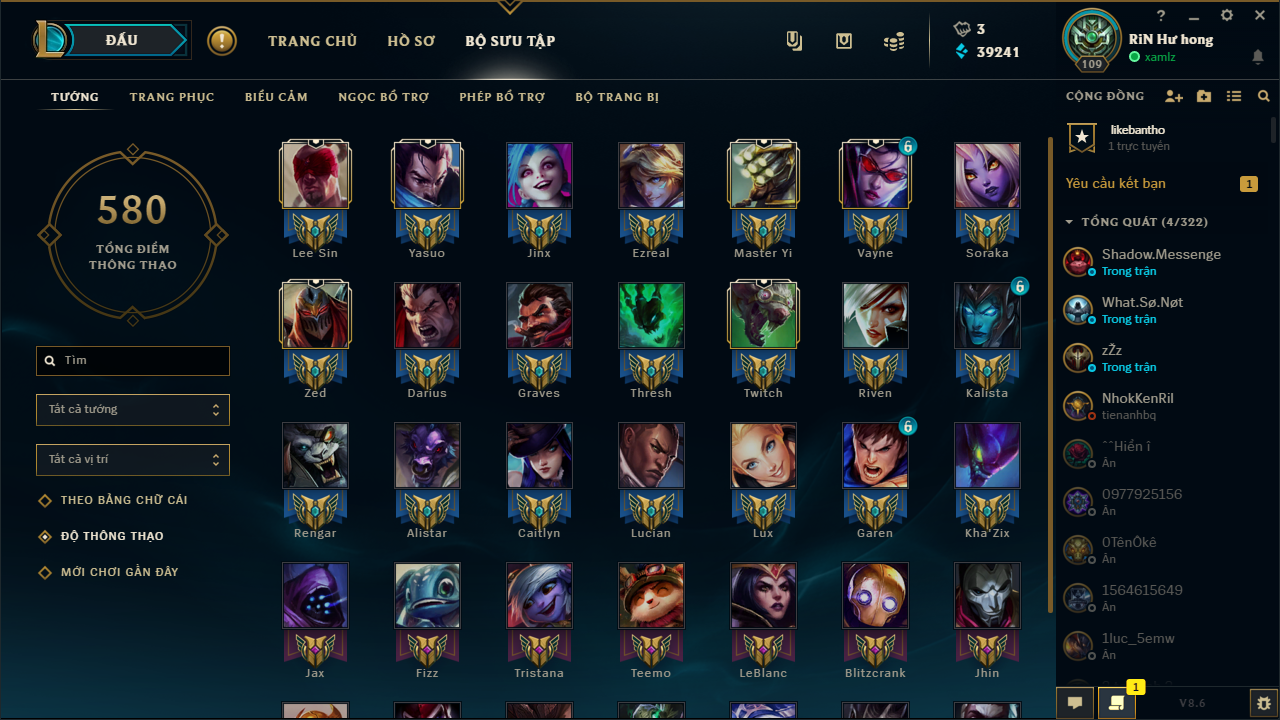 ĐẤU
TRANG CHỦ
HỒ SƠ
BỘ SƯU TẬP
3
39241
109
RiN Hư hong
xamlz
TƯỚNG
TRANG PHỤC
BIỂU CẢM
NGỌC BỔ TRỢ
PHÉP BỔ TRỢ
BỘ TRANG BỊ
580
TỔNG ĐIỂM
THÔNG THẠO
Tìm
Tất cả tướng
Tất cả vị trí
THEO BẢNG CHỮ CÁI
ĐỘ THÔNG THẠO
MỚI CHƠI GẦN ĐÂY
6
Lee Sin
Yasuo
Jinx
Ezreal
Master Yi
Vayne
Soraka
6
Zed
Darius
Graves
Thresh
Twitch
Riven
Kalista
6
Rengar
Alistar
Caitlyn
Lucian
Lux
Garen
Kha'Zix
Jax
Fizz
Tristana
Teemo
LeBlanc
Blitzcrank
Jhin
CỘNG ĐỒNG
likebantho
1 trực tuyến
Yêu cầu kết bạn
1
TỔNG QUÁT (4/322)
Shadow.Messenge
Trong trận
What.Sø.Nøt
Trong trận
zŽz
Trong trận
NhokKenRil
tienanhbq
ˆˆHiển î
Ẩn
0977925156
Ẩn
0TênÔkê
Ẩn
1564615649
Ẩn
1luc_5emw
Ẩn
1
V8.6